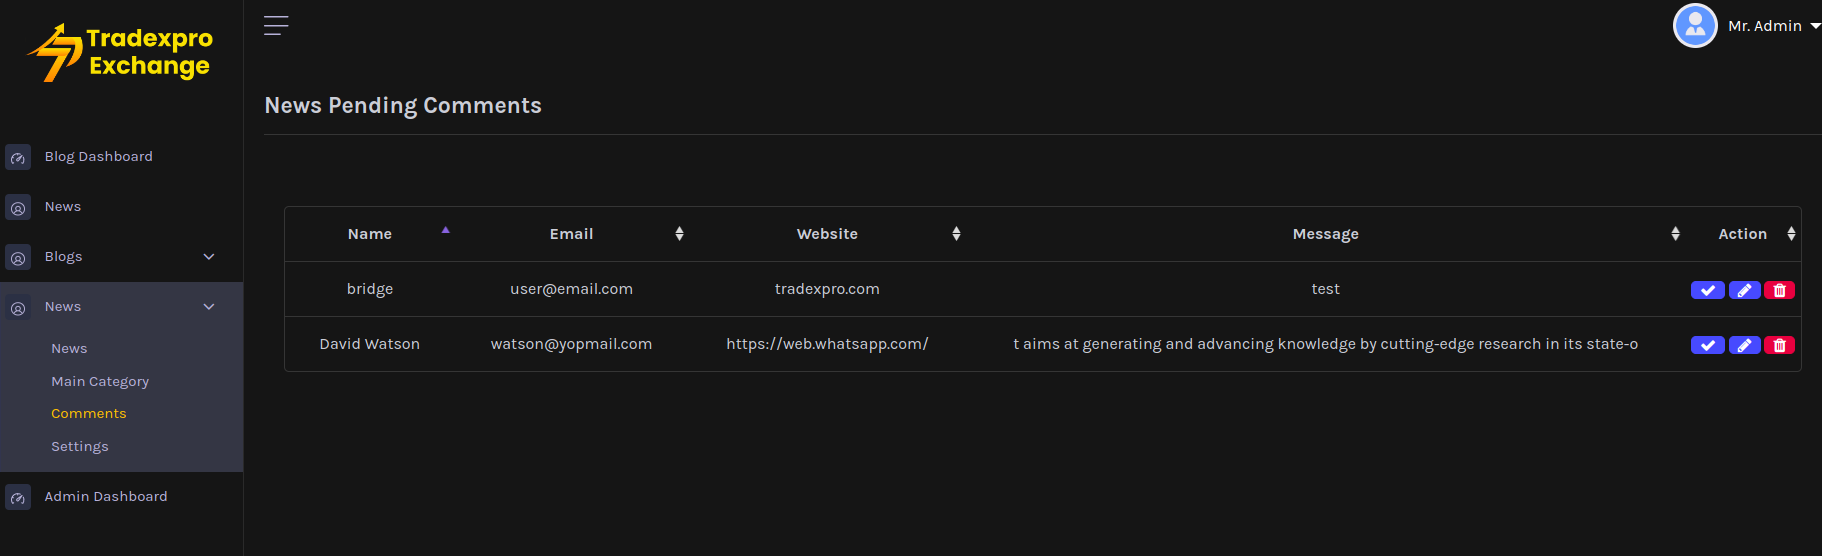 Tradexpro
Exchange
Mr. Admin
News Pending Comments
Blog Dashboard
News
Blogs
News
News
Main Category
Comments
Settings
Admin Dashboard
Name Email Website Message Action
bridge user@email.com tradexpro.com test
David Watson watson@yopmail.com https://web.whatsapp.com/ t aims at generating and advancing knowledge by cutting-edge research in its state-o